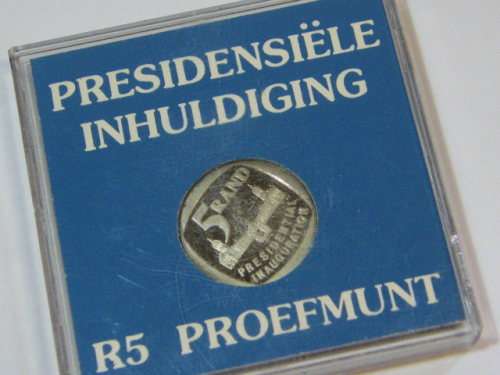 PRESIDENSIËLE
INHULDIGING
5 RAND
PRESIDENTIAL
INAUGURATION
R5 PROEFMUNT